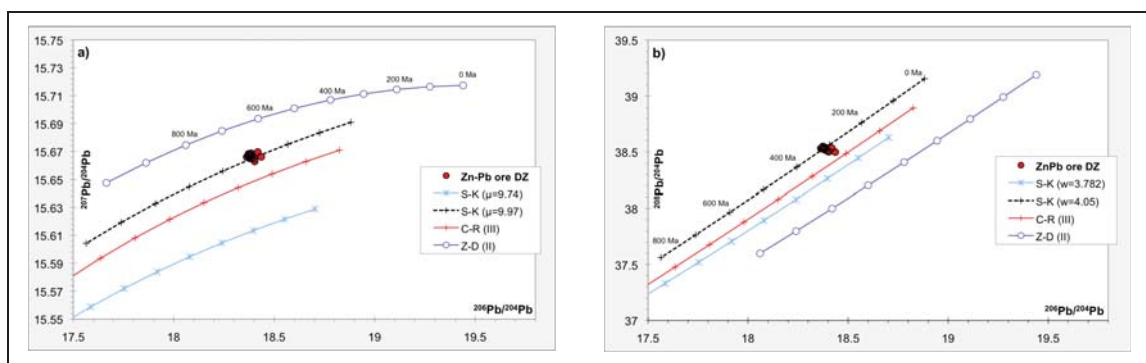 a)
15.75
15.73
15.71
15.69
15.67
15.65
15.63
15.61
15.59
15.57
15.55
²⁰⁷Pb/²⁰⁴Pb
0 Ma
200 Ma
400 Ma
600 Ma
800 Ma
Zn-Pb ore DZ
S-K (µ=9.74)
S-K (µ=9.97)
C-R (III)
Z-D (II)
²⁰⁶Pb/²⁰⁴Pb
17.5 18 18.5 19 19.5
b)
39.5
39
38.5
38
37.5
37
²⁰⁸Pb/²⁰⁴Pb
0 Ma
200 Ma
400 Ma
600 Ma
800 Ma
ZnPb ore DZ
S-K (w=3.782)
S-K (w=4.05)
C-R (III)
Z-D (II)
²⁰⁶Pb/²⁰⁴Pb
17.5 18 18.5 19 19.5